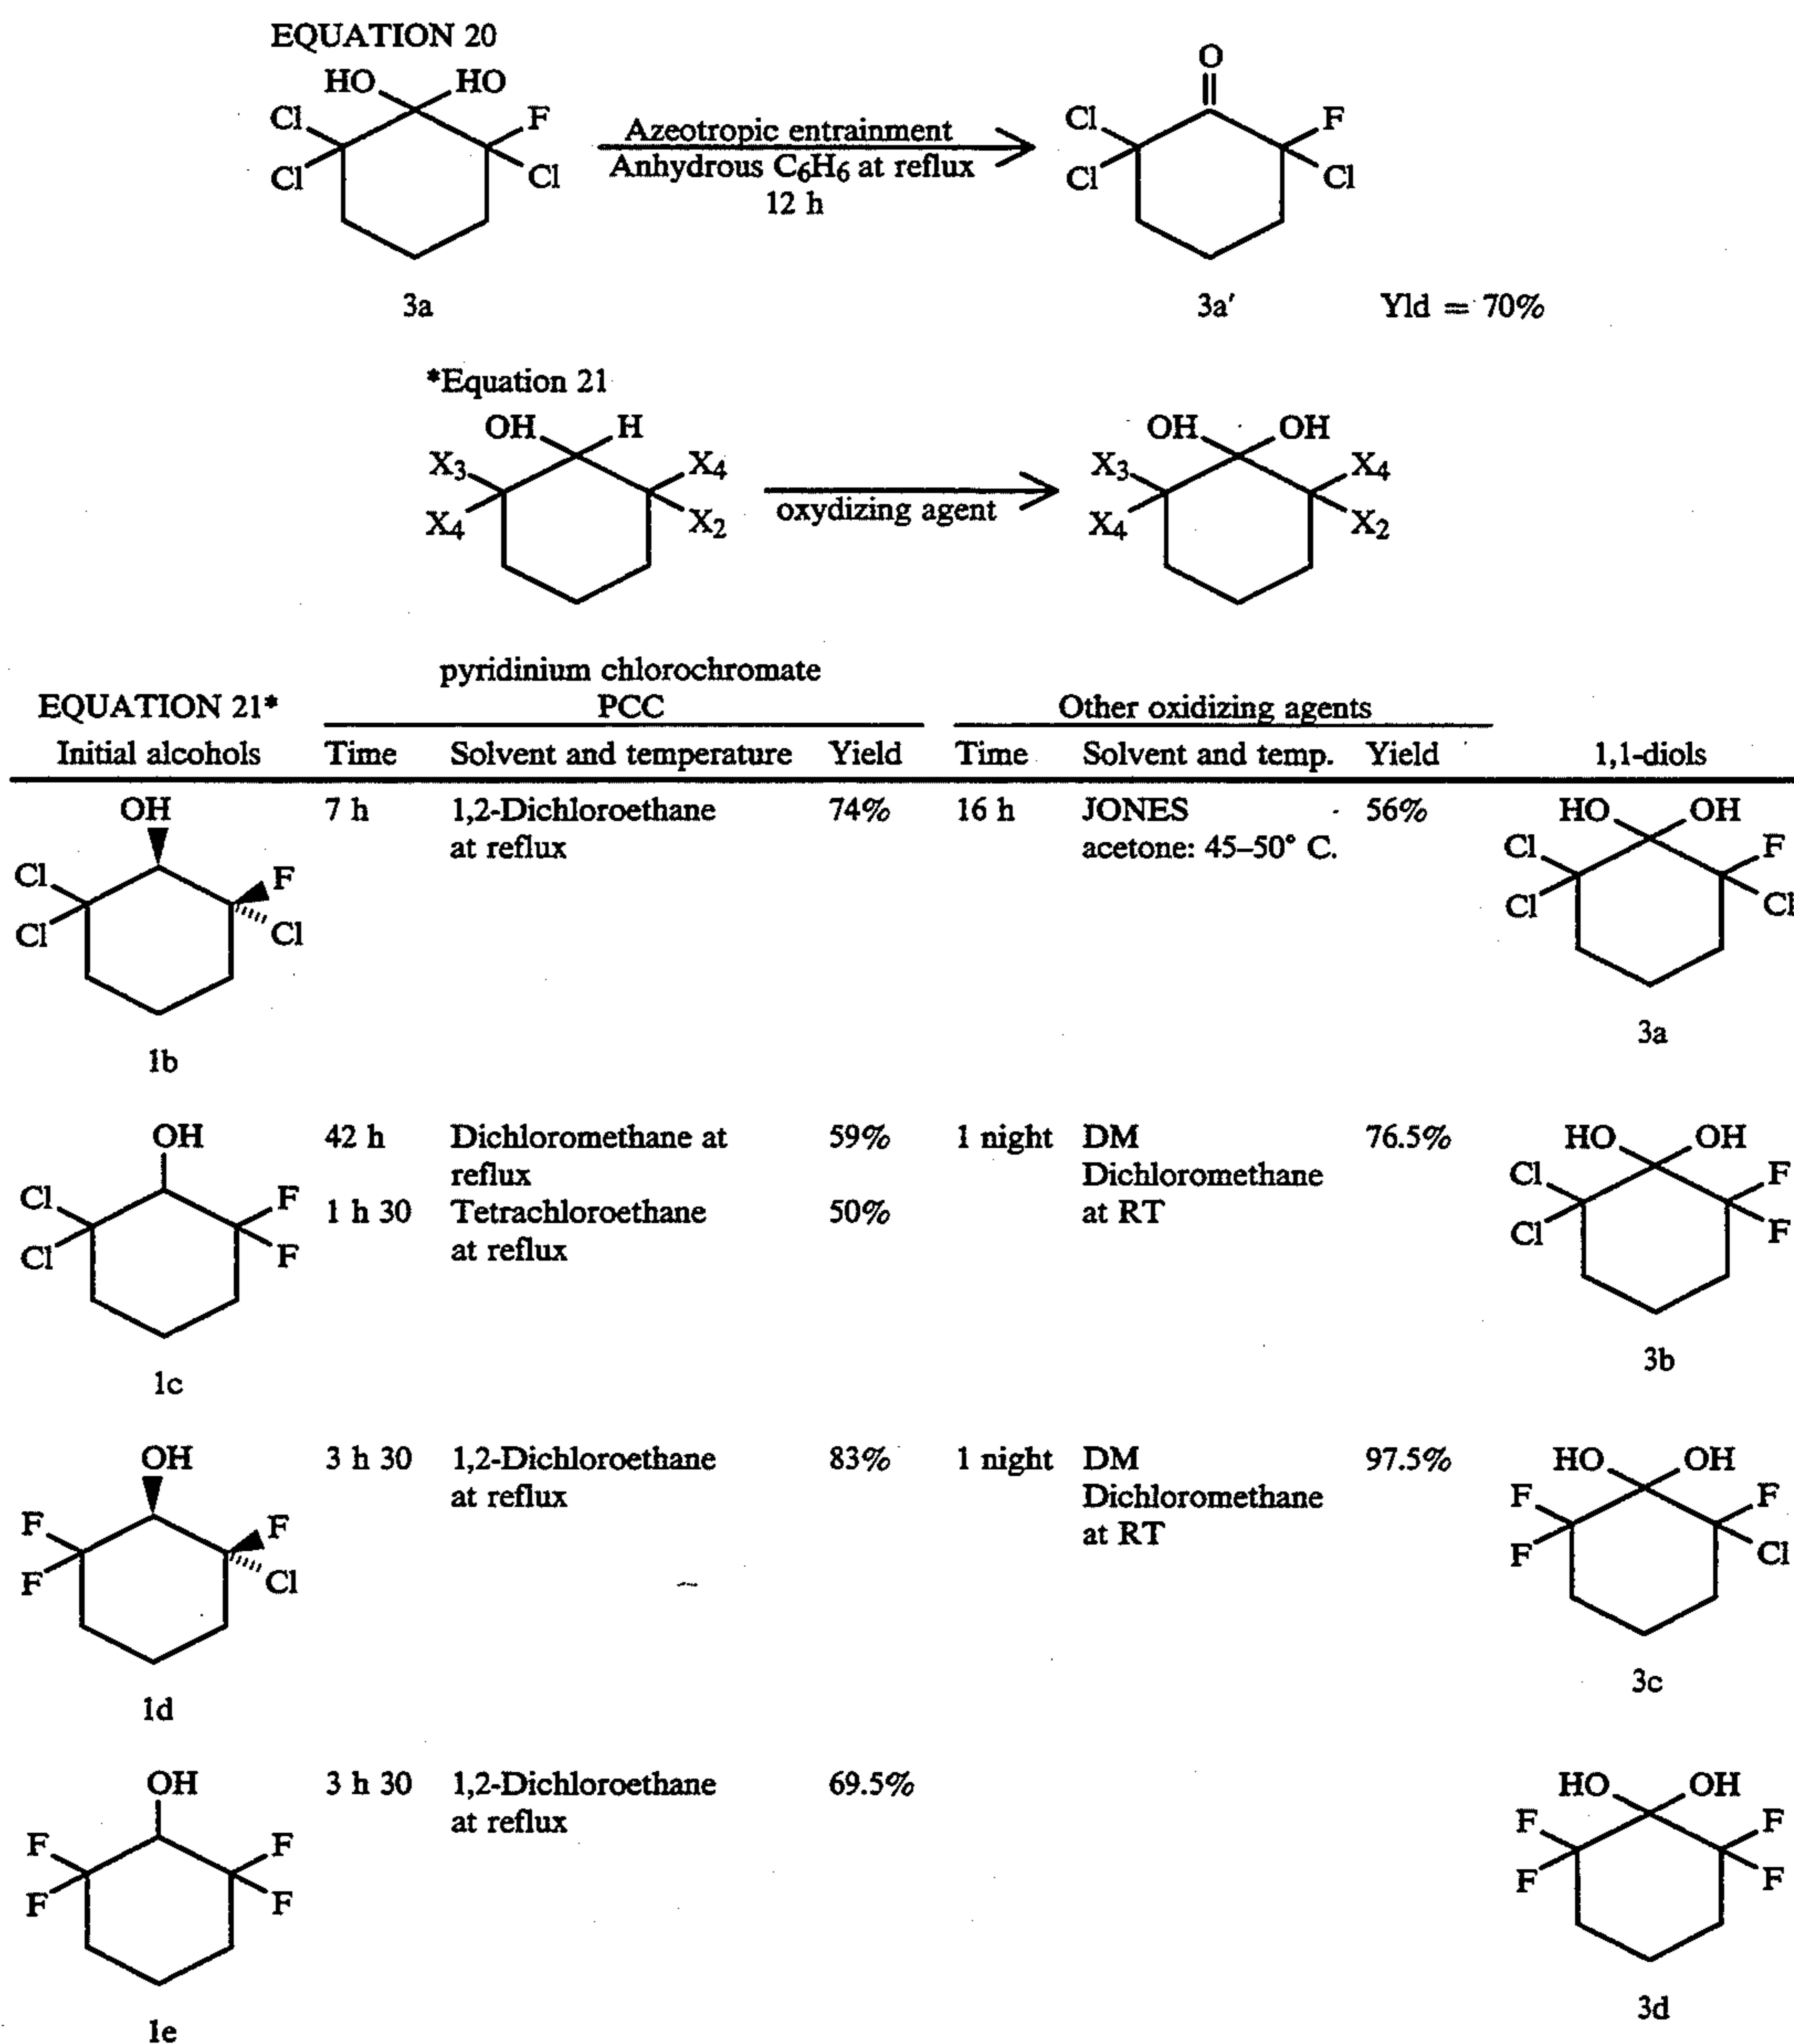 EQUATION 20
HO HO
Cl F
Cl Cl
3a
Azeotropic entrainment
Anhydrous C6H6 at reflux
12 h
O
Cl F
Cl Cl
3a′ Yld = 70%
*Equation 21
OH H
X3 X4
X4 X2
oxydizing agent
OH OH
X3 X4
X4 X2
pyridinium chlorochromate
EQUATION 21* PCC Other oxidizing agents
Initial alcohols Time Solvent and temperature Yield Time Solvent and temp. Yield 1,1-diols
OH 7 h 1,2-Dichloroethane 74% 16 h JONES 56% HO OH
at reflux acetone: 45–50° C.
Cl F Cl F
Cl Cl Cl Cl
1b 3a
OH 42 h Dichloromethane at 59% 1 night DM 76.5% HO OH
reflux Dichloromethane
Cl F 1 h 30 Tetrachloroethane 50% at RT Cl F
Cl F at reflux Cl F
1c 3b
OH 3 h 30 1,2-Dichloroethane 83% 1 night DM 97.5% HO OH
at reflux Dichloromethane
F F at RT F F
F Cl F Cl
1d 3c
OH 3 h 30 1,2-Dichloroethane 69.5% HO OH
at reflux
F F F F
F F F F
1e 3d